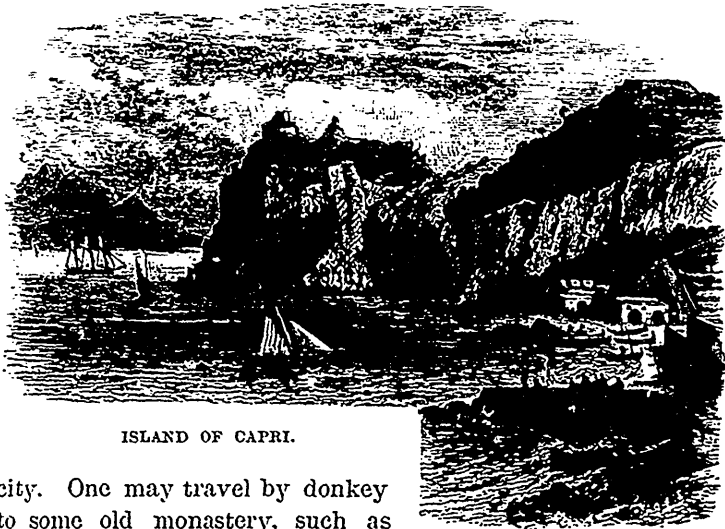 ISLAND OF CAPRI.
city. One may travel by donkey
to some old monastery, such as